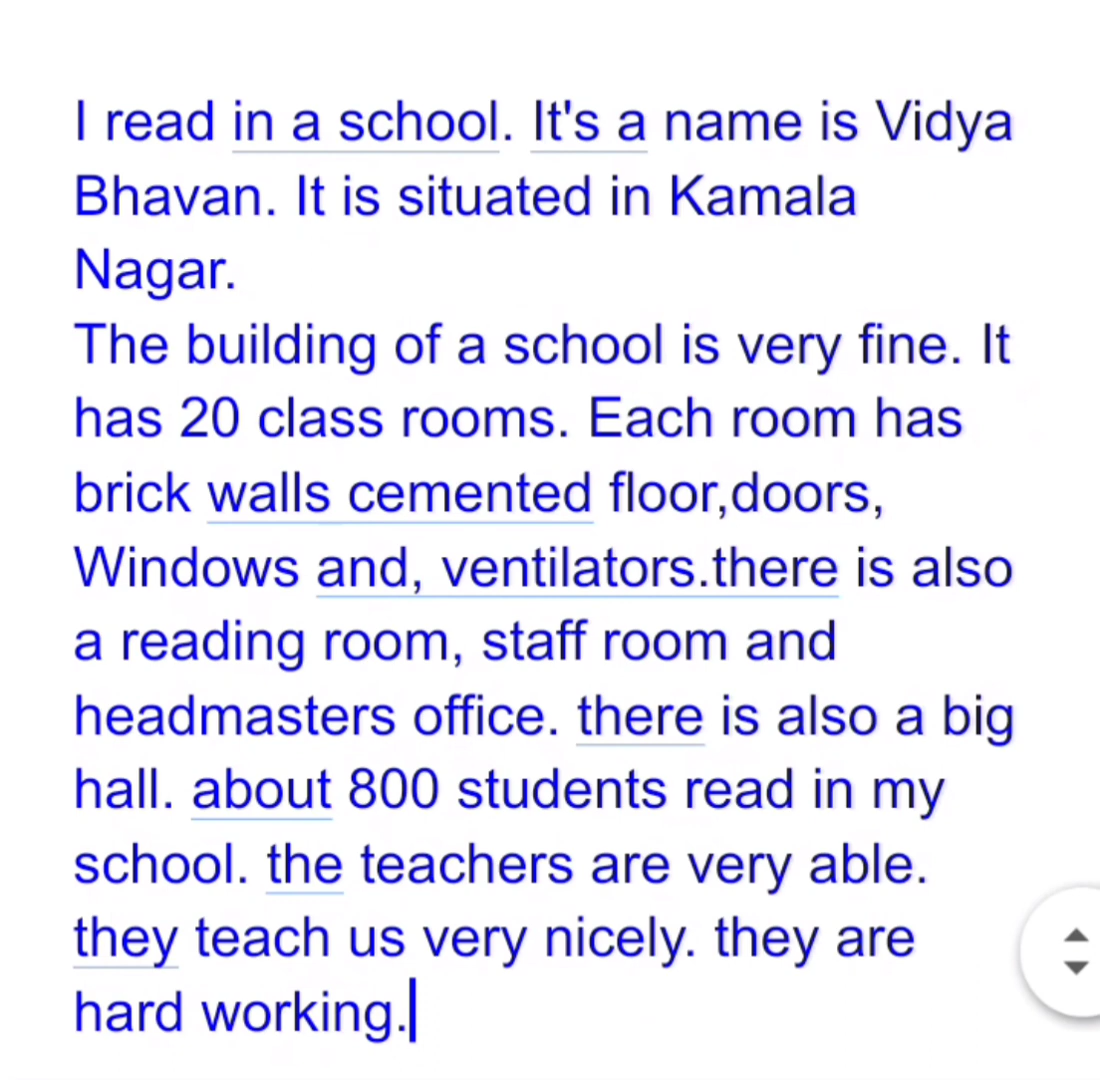 I read in a school. It's a name is Vidya
Bhavan. It is situated in Kamala
Nagar.
The building of a school is very fine. It
has 20 class rooms. Each room has
brick walls cemented floor,doors,
Windows and, ventilators.there is also
a reading room, staff room and
headmasters office. there is also a big
hall. about 800 students read in my
school. the teachers are very able.
they teach us very nicely. they are
hard working.